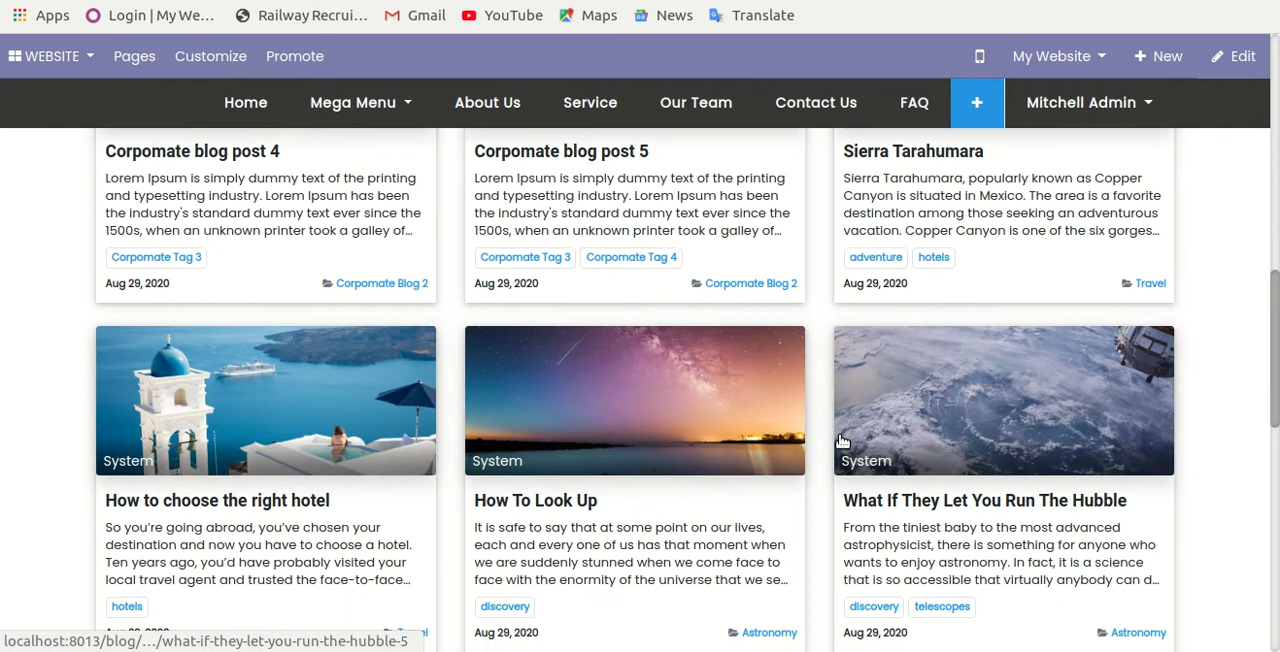 Apps Login | My We... Railway Recrui... Gmail YouTube Maps News Translate
WEBSITE Pages Customize Promote My Website New Edit
Home Mega Menu About Us Service Our Team Contact Us FAQ + Mitchell Admin
Corpomate blog post 4
Lorem Ipsum is simply dummy text of the printing
and typesetting industry. Lorem Ipsum has been
the industry's standard dummy text ever since the
1500s, when an unknown printer took a galley of...
Corpomate Tag 3
Aug 29, 2020 Corpomate Blog 2
Corpomate blog post 5
Lorem Ipsum is simply dummy text of the printing
and typesetting industry. Lorem Ipsum has been
the industry's standard dummy text ever since the
1500s, when an unknown printer took a galley of...
Corpomate Tag 3 Corpomate Tag 4
Aug 29, 2020 Corpomate Blog 2
Sierra Tarahumara
Sierra Tarahumara, popularly known as Copper
Canyon is situated in Mexico. The area is a favorite
destination among those seeking an adventurous
vacation. Copper Canyon is one of the six gorges...
adventure hotels
Aug 29, 2020 Travel
System
How to choose the right hotel
So you're going abroad, you've chosen your
destination and now you have to choose a hotel.
Ten years ago, you'd have probably visited your
local travel agent and trusted the face-to-face...
hotels
System
How To Look Up
It is safe to say that at some point on our lives,
each and every one of us has that moment when
we are suddenly stunned when we come face to
face with the enormity of the universe that we se...
discovery
Aug 29, 2020 Astronomy
System
What If They Let You Run The Hubble
From the tiniest baby to the most advanced
astrophysicist, there is something for anyone who
wants to enjoy astronomy. In fact, it is a science
that is so accessible that virtually anybody can d...
discovery telescopes
Aug 29, 2020 Astronomy
localhost:8013/blog/.../what-if-they-let-you-run-the-hubble-5